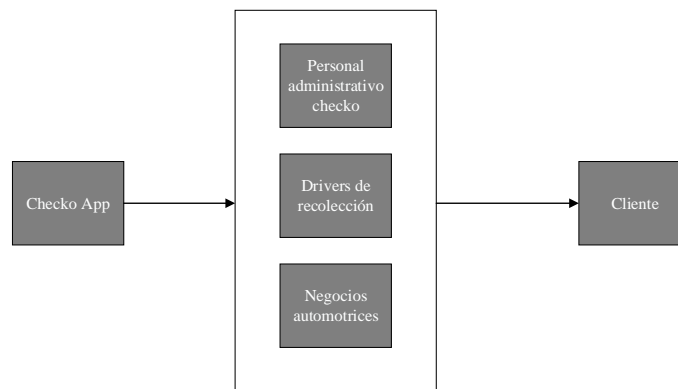 Personal
administrativo
checko
Checko App
Drivers de
recolección
Cliente
Negocios
automotrices